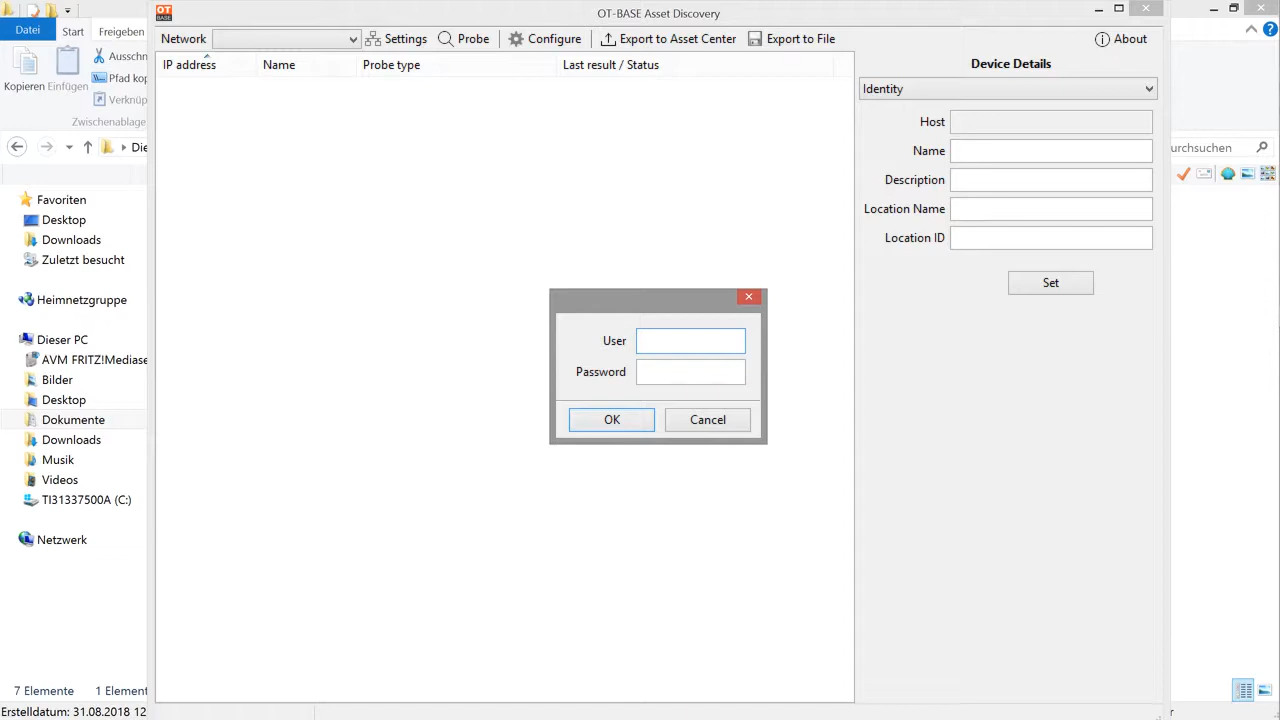 OT
BASE
OT-BASE Asset Discovery
Datei
Start
Freigeben
Network
Settings
Probe
Configure
Export to Asset Center
Export to File
About
Kopieren
Einfügen
Ausschn
Pfad kop
Verknüp
Zwischenablage
IP address
Name
Probe type
Last result / Status
Device Details
Identity
Host
Name
Description
Location Name
Location ID
Set
Die
urchsuchen
Favoriten
Desktop
Downloads
Zuletzt besucht
Heimnetzgruppe
Dieser PC
AVM FRITZ!Mediase
Bilder
Desktop
Dokumente
Downloads
Musik
Videos
TI31337500A (C:)
Netzwerk
User
Password
OK
Cancel
7 Elemente
1 Element
Erstelldatum: 31.08.2018 12
r